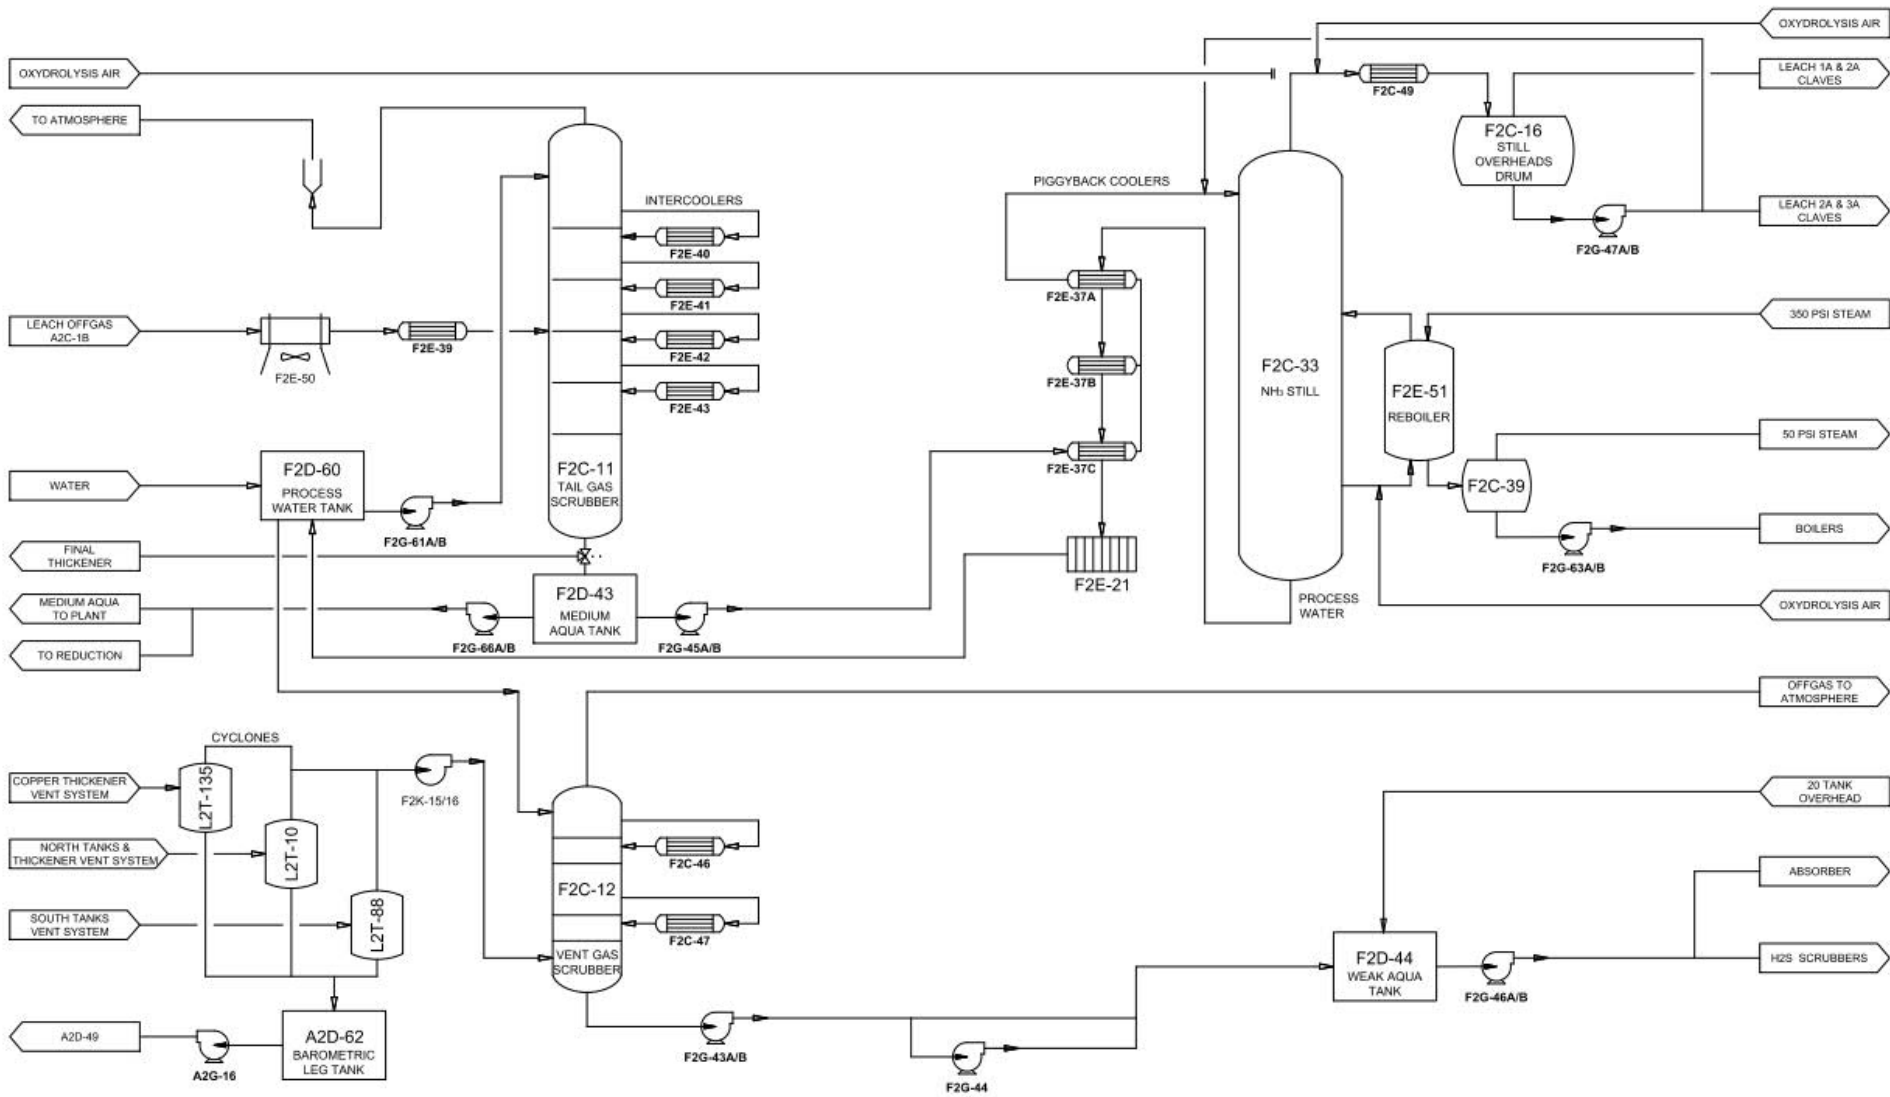 OXYDROLYSIS AIR
OXYDROLYSIS AIR
LEACH 1A & 2A
CLAVES
F2C-49
TO ATMOSPHERE
F2C-16
STILL
OVERHEADS
DRUM
PIGGYBACK COOLERS
INTERCOOLERS
LEACH 2A & 3A
CLAVES
F2G-47A/B
F2E-40
F2E-37A
F2E-41
LEACH OFFGAS
A2C-1B
F2E-50
F2E-39
F2E-42
F2E-43
350 PSI STEAM
F2E-37B
F2C-33
NH3 STILL
F2E-51
REBOILER
50 PSI STEAM
F2E-37C
F2C-39
WATER
F2D-60
PROCESS
WATER TANK
F2G-61A/B
F2C-11
TAIL GAS
SCRUBBER
BOILERS
F2G-63A/B
FINAL
THICKENER
F2E-21
F2D-43
MEDIUM
AQUA TANK
MEDIUM AQUA
TO PLANT
F2G-66A/B
F2G-45A/B
PROCESS
WATER
OXYDROLYSIS AIR
TO REDUCTION
OFFGAS TO
ATMOSPHERE
CYCLONES
COPPER THICKENER
VENT SYSTEM
L2T-135
F2K-15/16
20 TANK
OVERHEAD
NORTH TANKS &
THICKENER VENT SYSTEM
L2T-10
F2C-46
F2C-12
VENT GAS
SCRUBBER
ABSORBER
SOUTH TANKS
VENT SYSTEM
L2T-88
F2C-47
F2D-44
WEAK AQUA
TANK
F2G-46A/B
H2S SCRUBBERS
A2D-49
A2G-16
A2D-62
BAROMETRIC
LEG TANK
F2G-43A/B
F2G-44